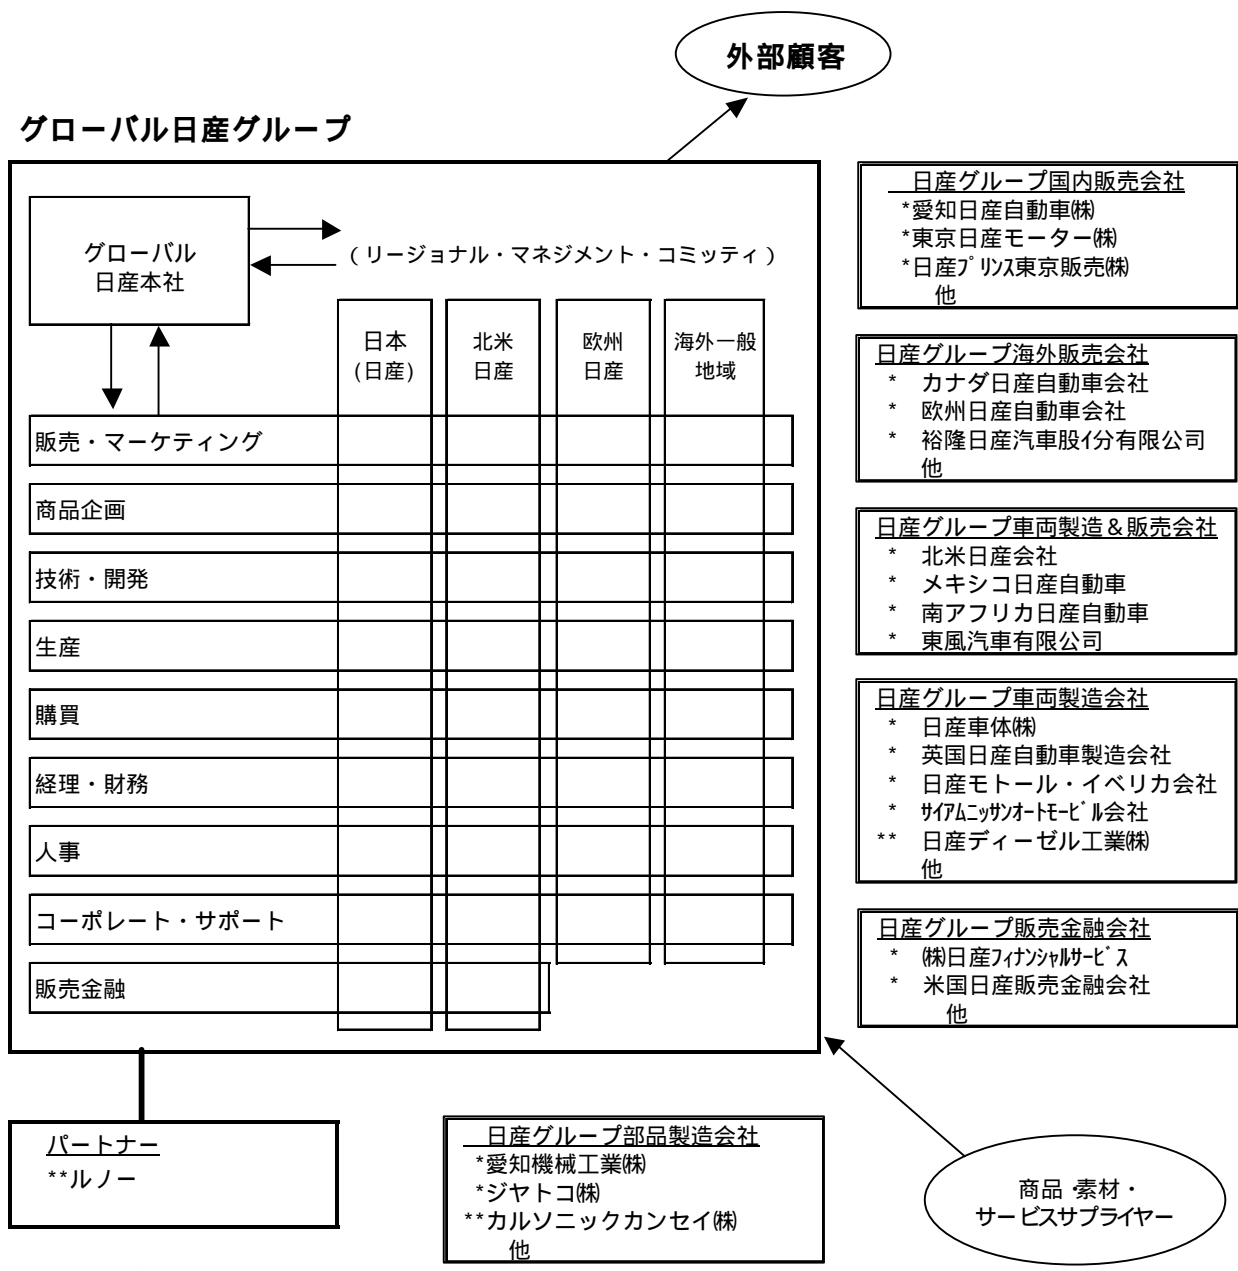 外部顧客
グローバル日産グループ
グローバル
日産本社
(リージョナル・マネジメント・コミッティ)
日本
(日産)
北米
日産
欧州
日産
海外一般
地域
販売・マーケティング
商品企画
技術・開発
生産
購買
経理・財務
人事
コーポレート・サポート
販売金融
日産グループ国内販売会社
*愛知日産自動車㈱
*東京日産モーター㈱
*日産プリンス東京販売㈱
他
日産グループ海外販売会社
* カナダ日産自動車会社
* 欧州日産自動車会社
* 裕隆日産汽車股イ分有限公司
他
日産グループ車両製造&販売会社
* 北米日産会社
* メキシコ日産自動車
* 南アフリカ日産自動車
* 東風汽車有限公司
日産グループ車両製造会社
* 日産車体㈱
* 英国日産自動車製造会社
* 日産モトール・イベリカ会社
* サイアムニッサンオートモービル会社
** 日産ディーゼル工業㈱
他
日産グループ販売金融会社
* ㈱日産フィナンシャルサービス
* 米国日産販売金融会社
他
パートナー
**ルノー
日産グループ部品製造会社
*愛知機械工業㈱
*ジヤトコ㈱
**カルソニックカンセイ㈱
他
商品・素材・
サービスサプライヤー